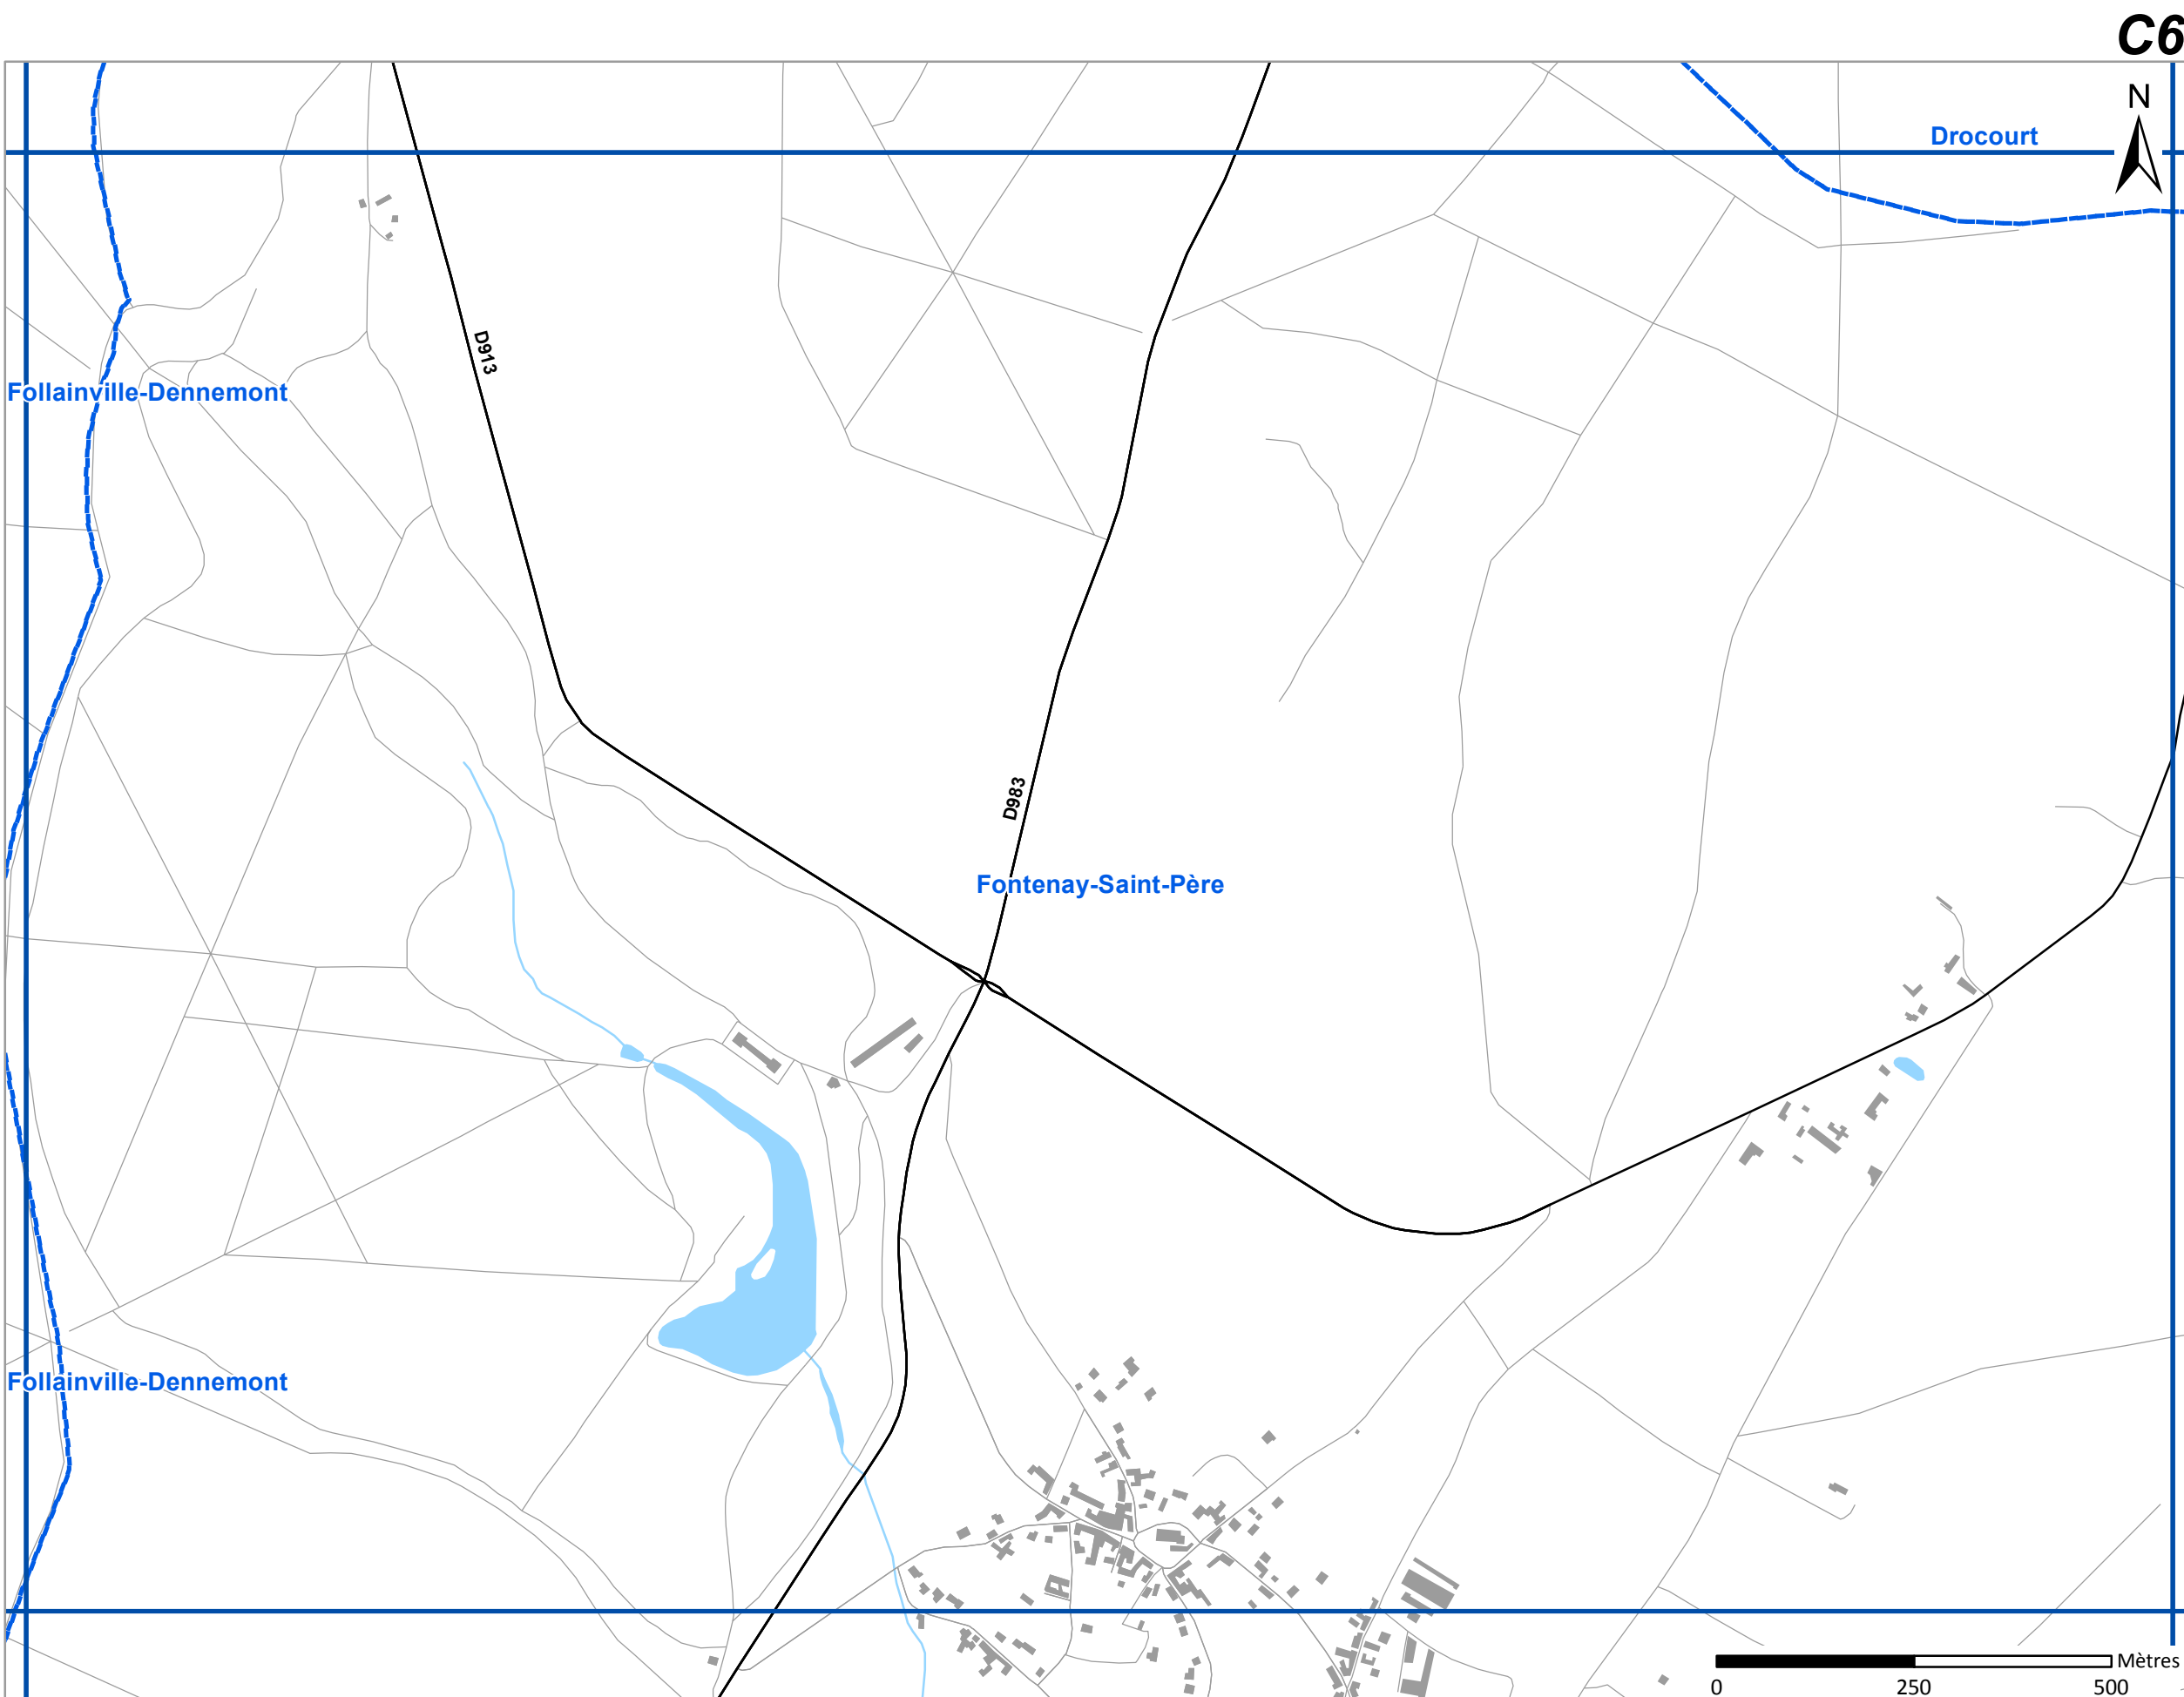 C6
N
Drocourt
D913
Follainville-Dennemont
D983
Fontenay-Saint-Père
Follainville-Dennemont
Mètres
0 250 500